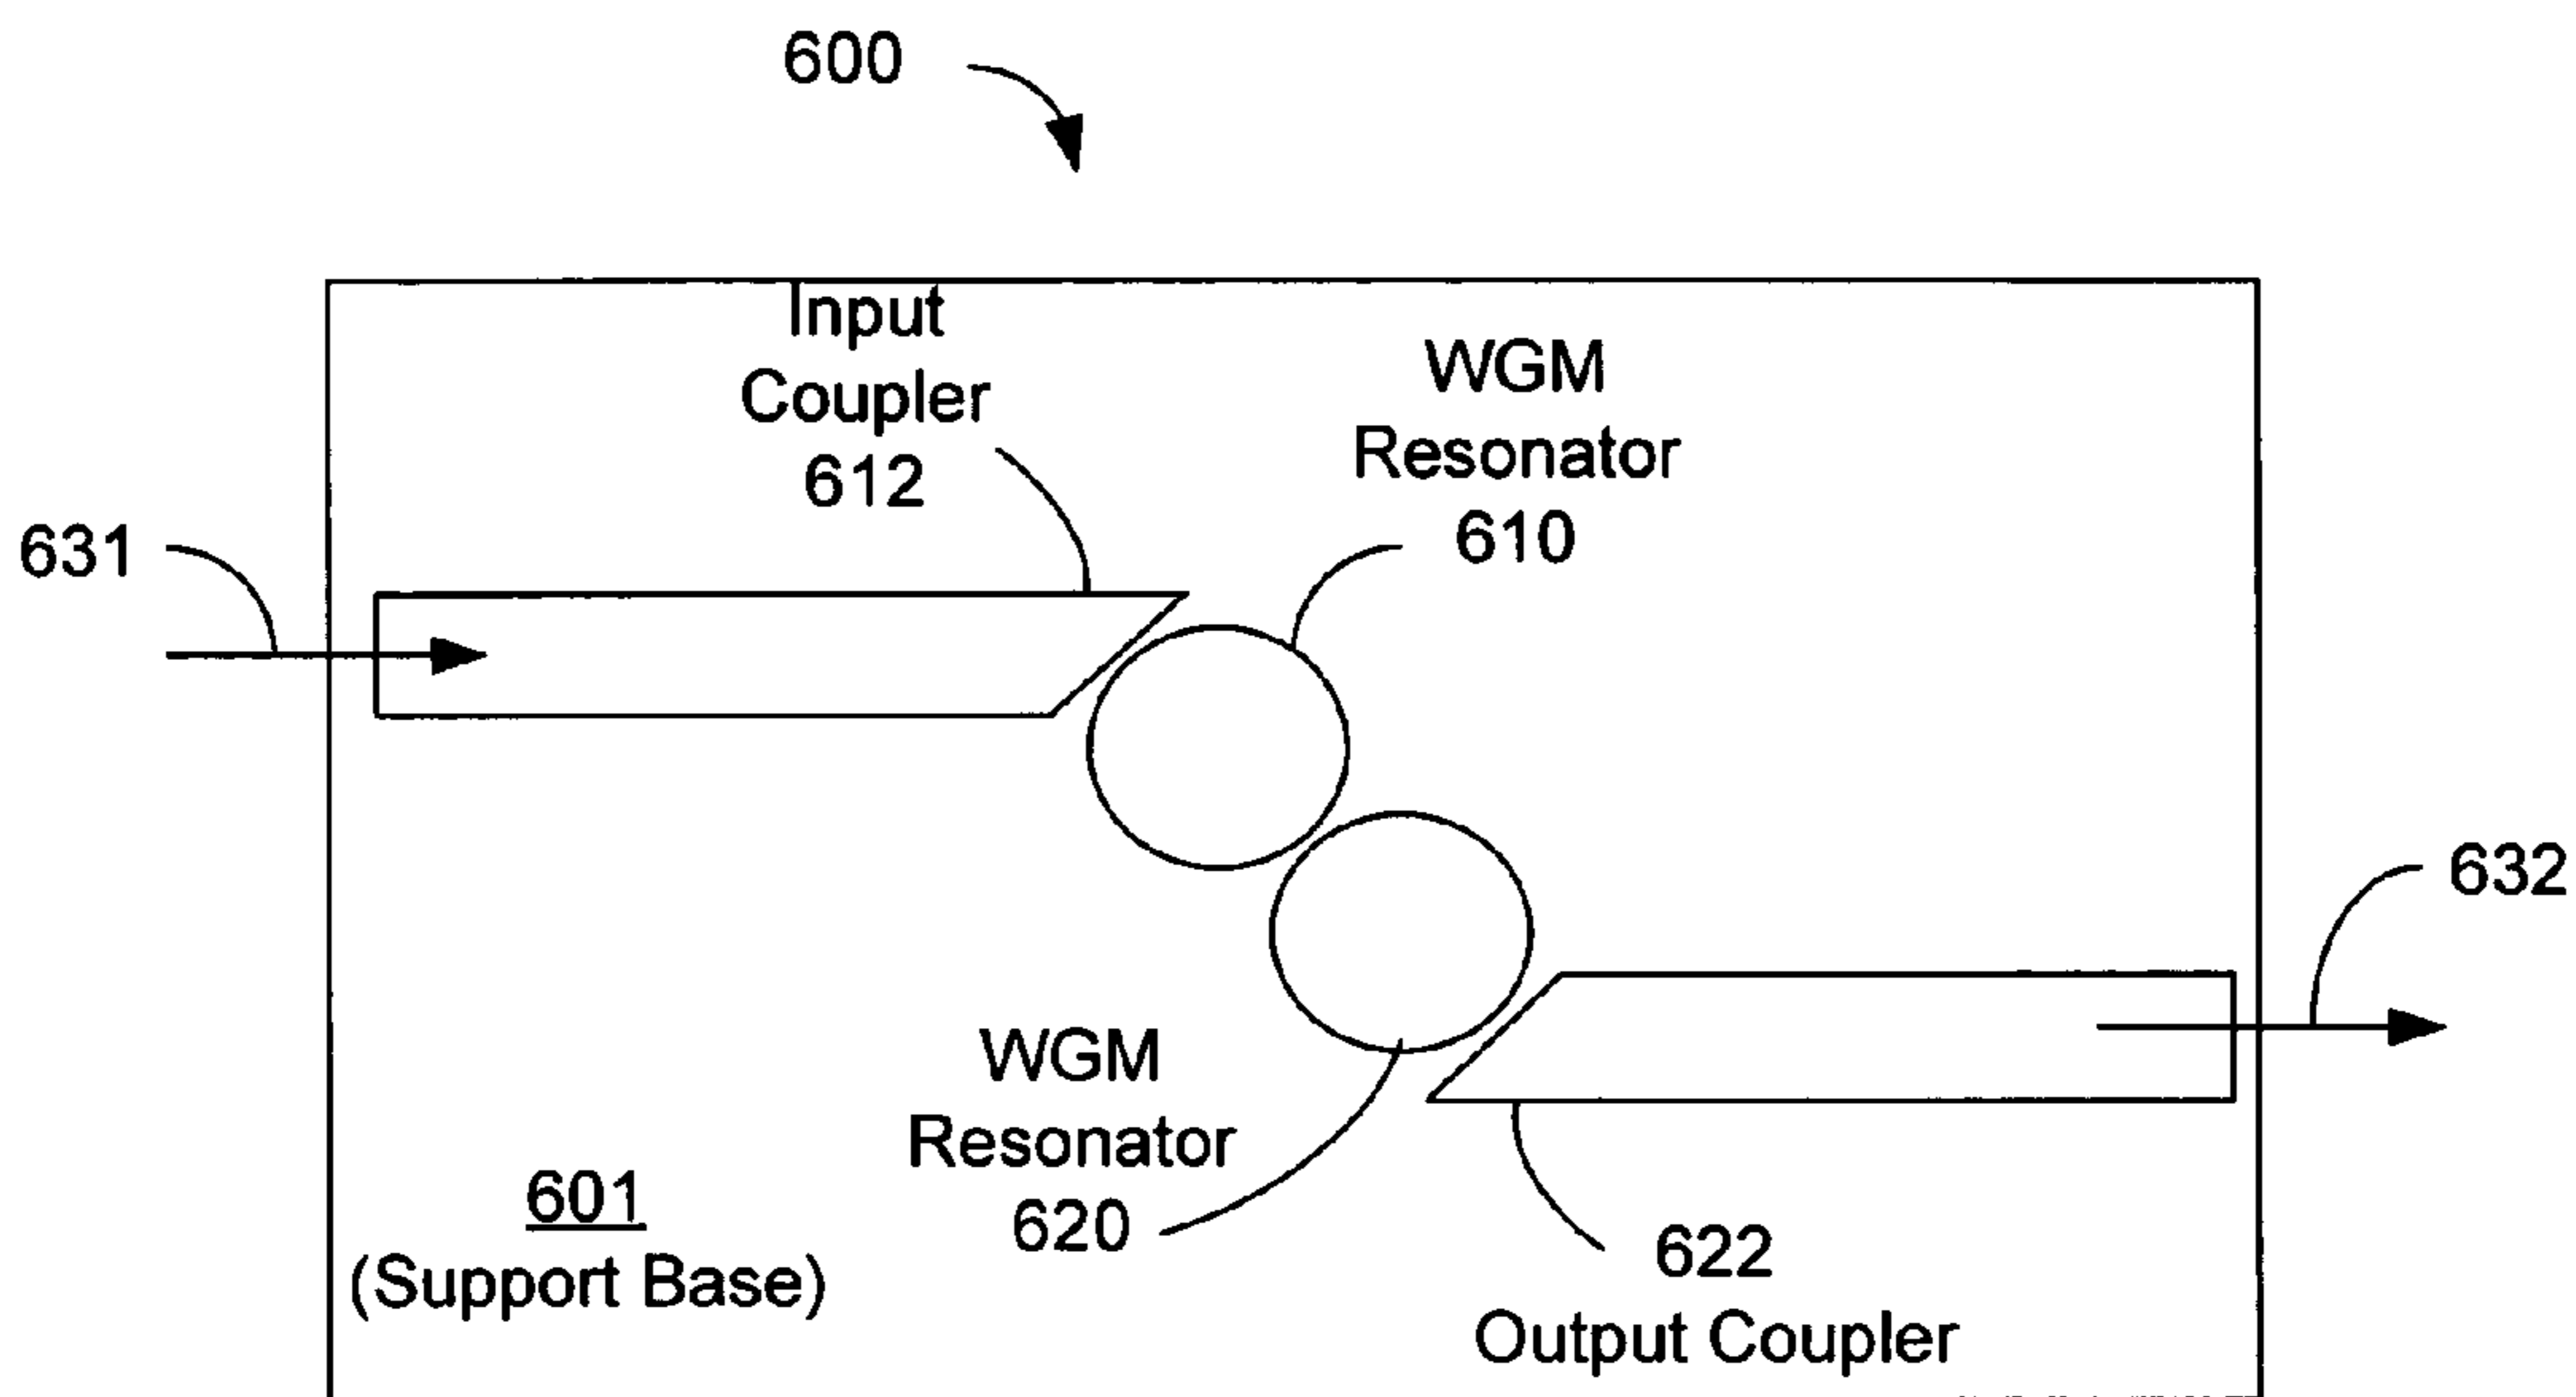 600
Input
Coupler
612
WGM
Resonator
610
631
632
WGM
Resonator
620
601
(Support Base)
622
Output Coupler